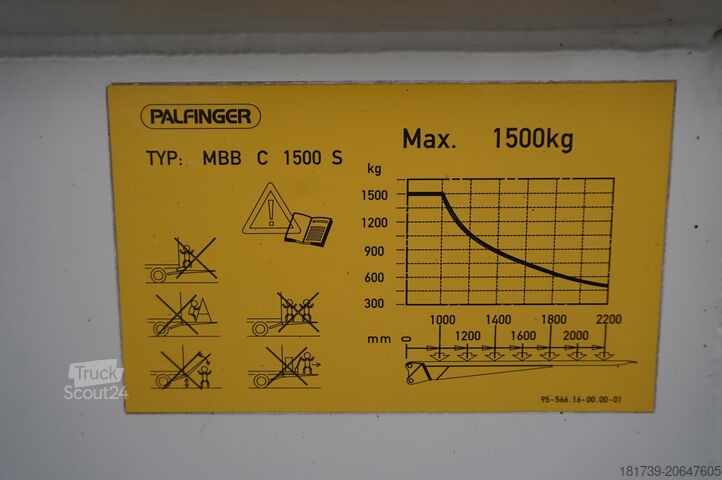 PALFINGER
TYP: MBB C 1500 S
Max. 1500kg
kg
1500
1200
900
600
300
1000 1400 1800 2200
mm 0 1200 1600 2000
95-566.16-00.00-01
Truck
Scout24
181739-20647605